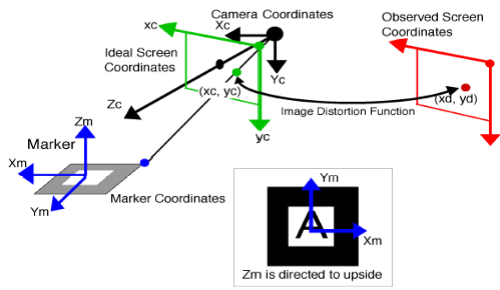 Camera Coordinates
Observed Screen
Coordinates
xc
Xc
Ideal Screen
Coordinates
Yc
Zc
(xc, yc)
(xd, yd)
Image Distortion Function
yc
Zm
Marker
Xm
Ym
Marker Coordinates
Ym
A
Xm
Zm is directed to upside